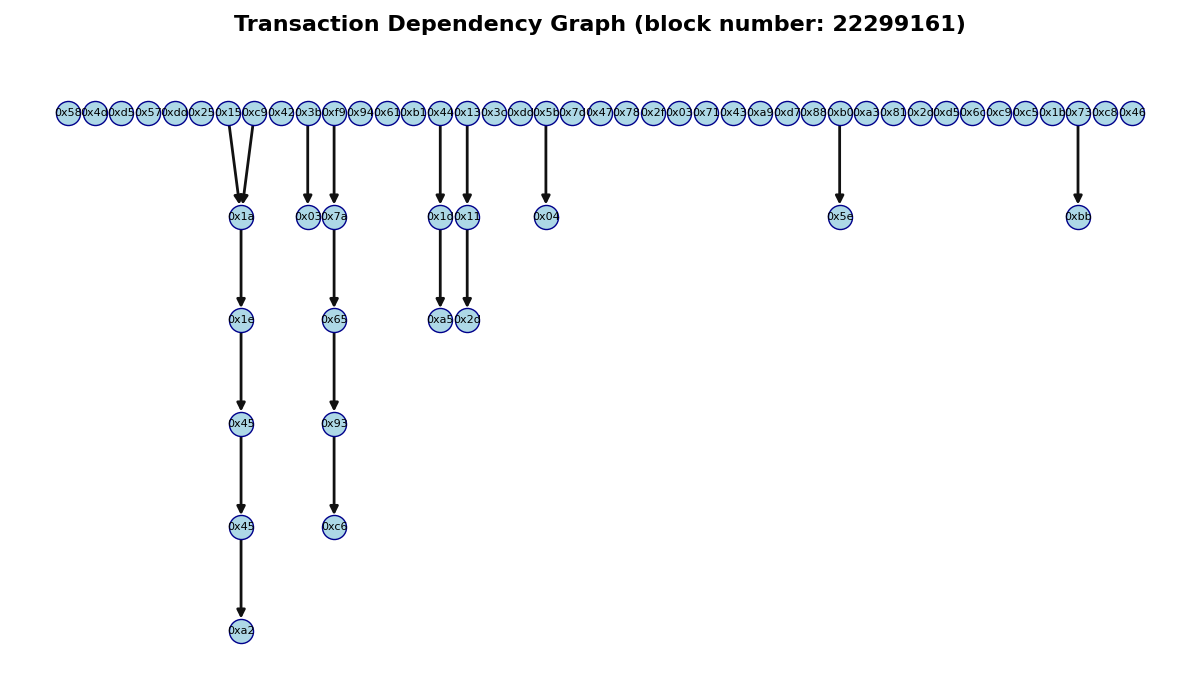 Transaction Dependency Graph (block number: 22299161)
0x58 0x4d 0xd5 0x57 0xdd 0x25 0x15 0xc9 0x42 0x3b 0xf9 0x94 0x61 0xb1 0x44 0x13 0x3c 0xdd 0x5b 0x7d 0x47 0x78 0x2f 0x03 0x71 0x43 0xa9 0xd7 0x88 0xb0 0xa3 0x81 0x2d 0xd5 0x6c 0xc9 0xc5 0x1b 0x73 0xc8 0x46
0x1a 0x03 0x7a 0x1d 0x11 0x04 0x5e 0xbb
0x1e 0x65 0xa5 0x2d
0x45 0x93
0x45 0xc6
0xa2